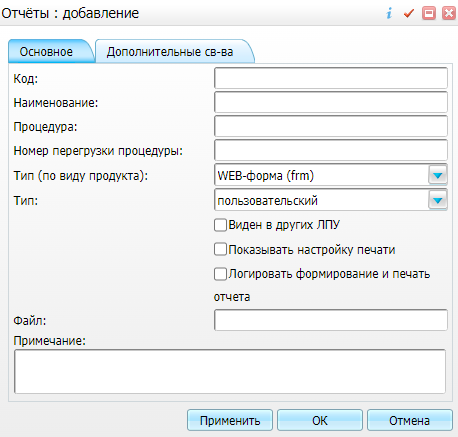 Отчёты : добавление
Основное
Дополнительные св-ва
Код:
Наименование:
Процедура:
Номер перегрузки процедуры:
Тип (по виду продукта):
WEB-форма (frm)
Тип:
пользовательский
Виден в других ЛПУ
Показывать настройку печати
Логировать формирование и печать
отчета
Файл:
Примечание:
Применить
ОК
Отмена